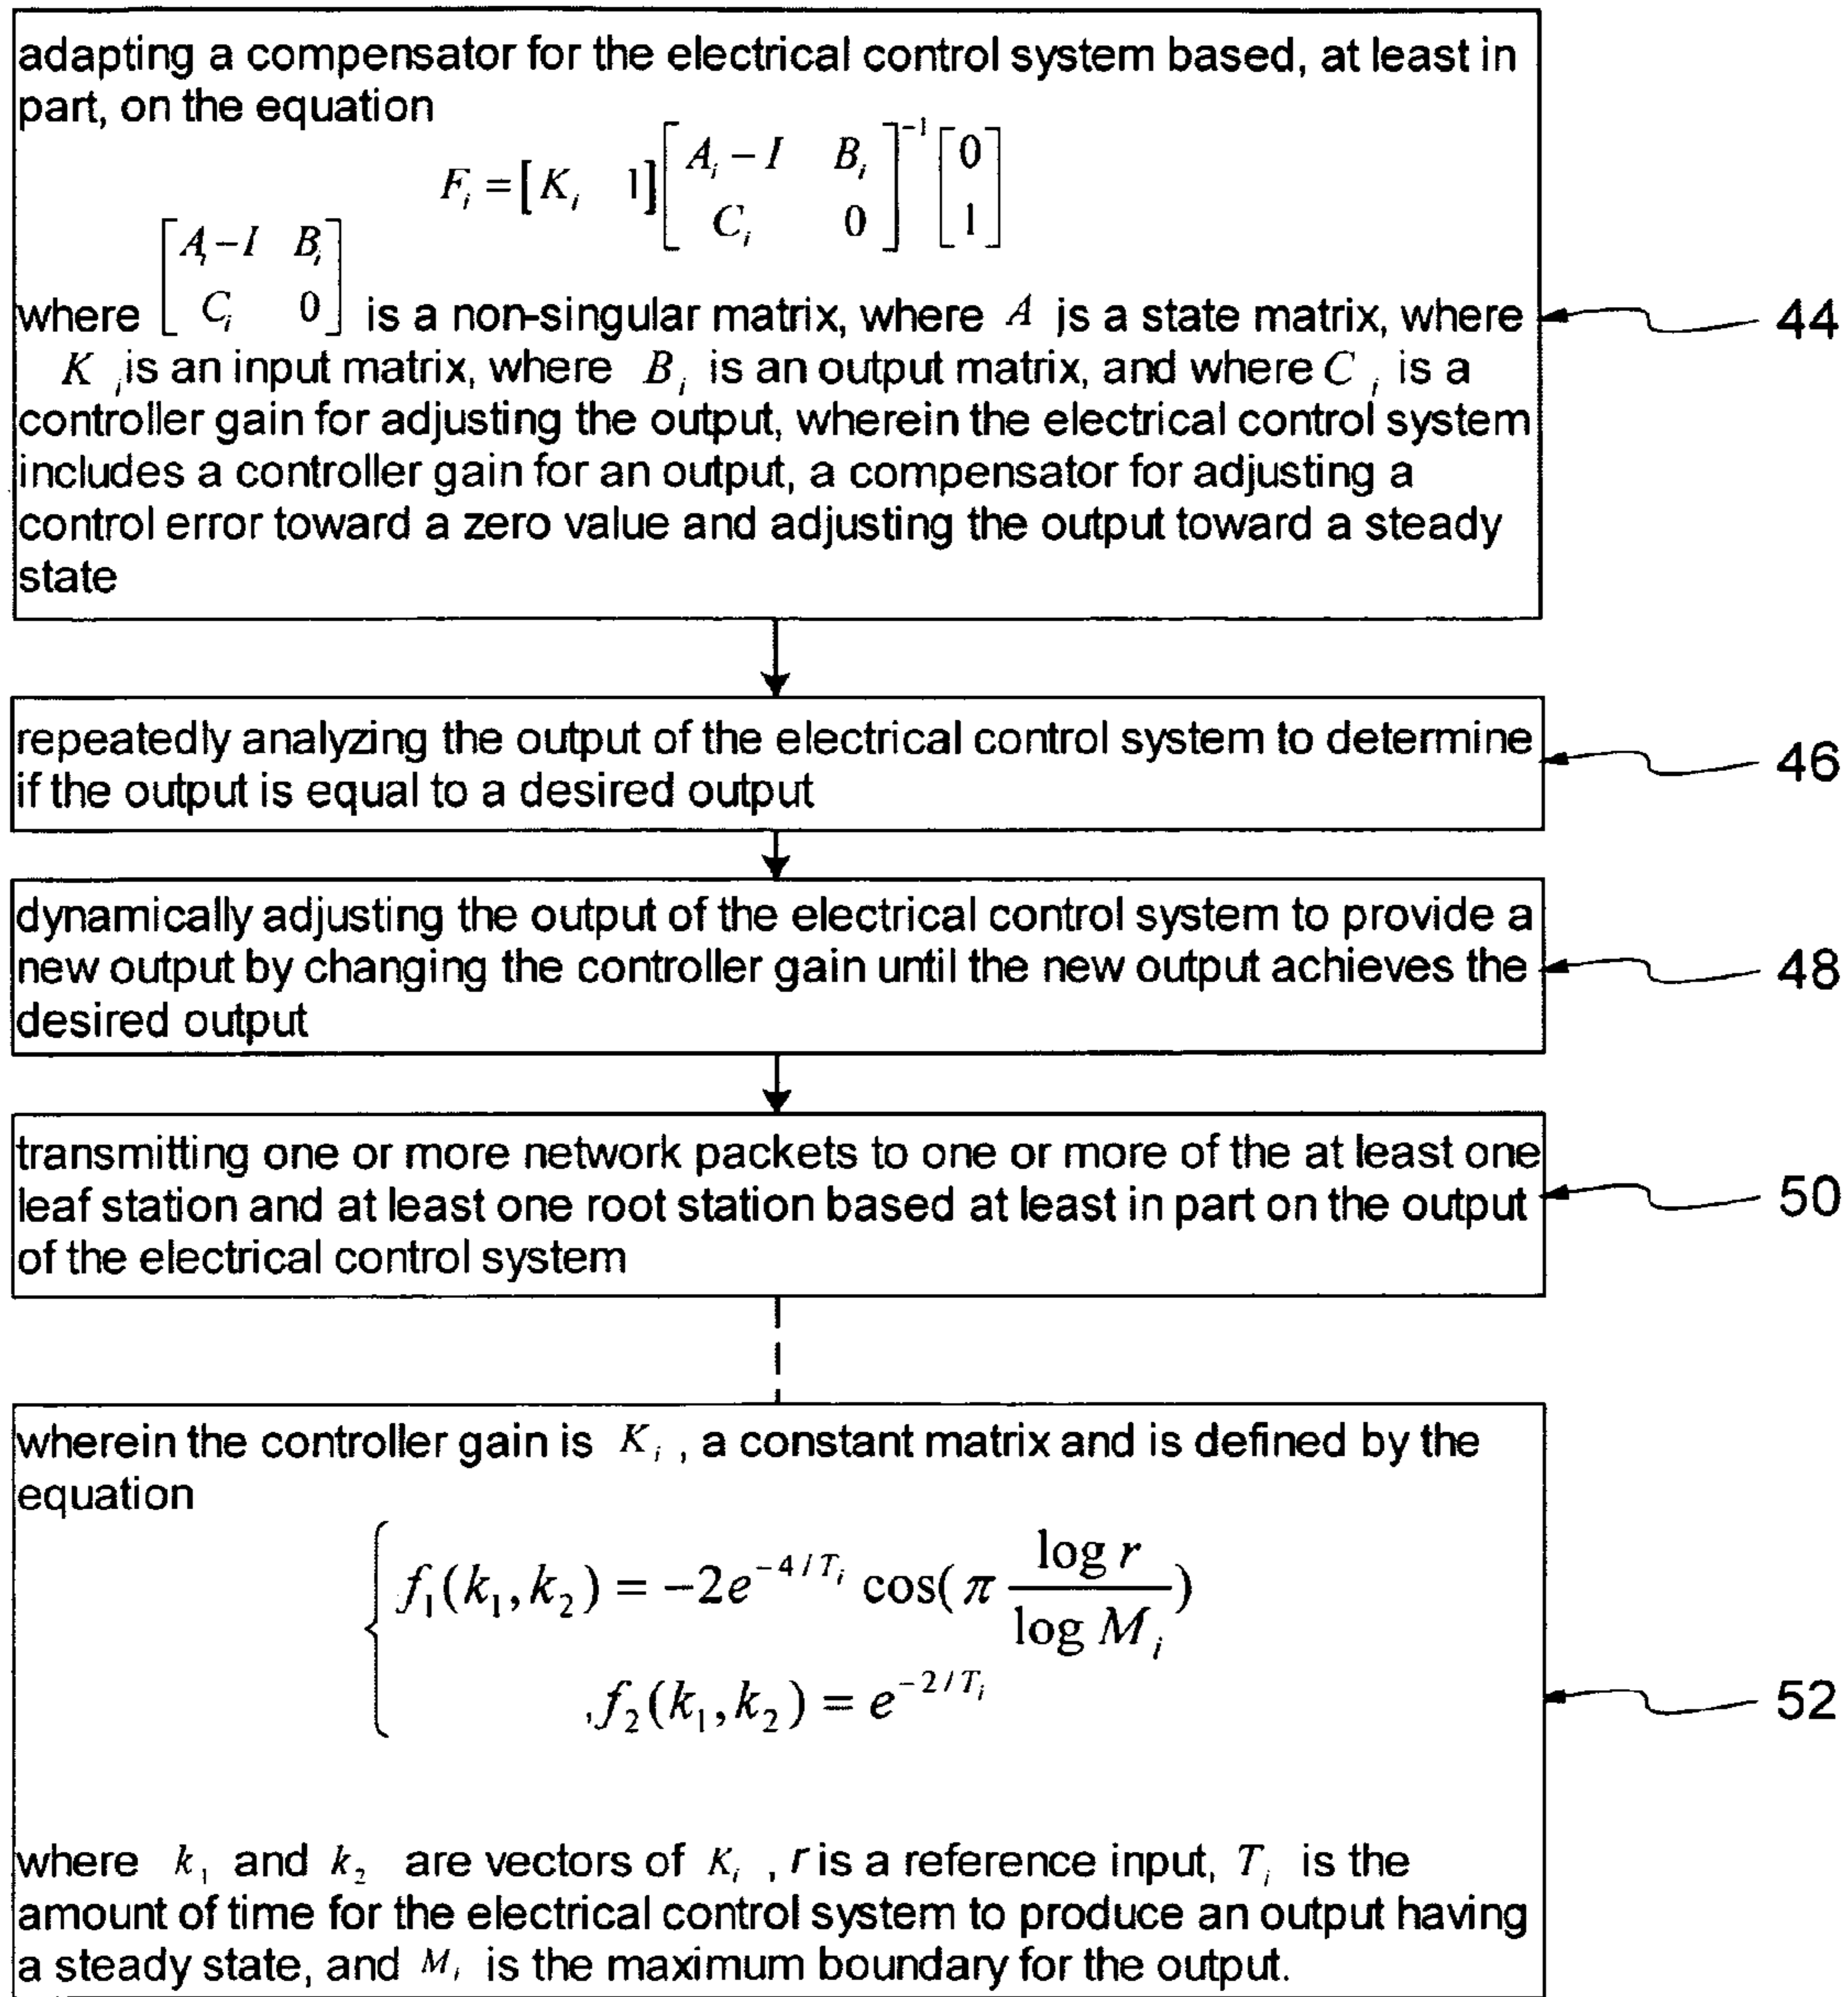 adapting a compensator for the electrical control system based, at least in
part, on the equation
F_i = [K_i 1] [A_i − I B_i; C_i 0]^{-1} [0; 1]
where [A_i − I B_i; C_i 0] is a non-singular matrix, where A is a state matrix, where
K_i is an input matrix, where B_i is an output matrix, and where C_i is a
controller gain for adjusting the output, wherein the electrical control system
includes a controller gain for an output, a compensator for adjusting a
control error toward a zero value and adjusting the output toward a steady
state
44
repeatedly analyzing the output of the electrical control system to determine
if the output is equal to a desired output
46
dynamically adjusting the output of the electrical control system to provide a
new output by changing the controller gain until the new output achieves the
desired output
48
transmitting one or more network packets to one or more of the at least one
leaf station and at least one root station based at least in part on the output
of the electrical control system
50
wherein the controller gain is K_i , a constant matrix and is defined by the
equation
{ f_1(k_1, k_2) = −2e^{−4/T_i} cos(π log r / log M_i)
, f_2(k_1, k_2) = e^{−2/T_i}
52
where k_1 and k_2 are vectors of K_i , r is a reference input, T_i is the
amount of time for the electrical control system to produce an output having
a steady state, and M_i is the maximum boundary for the output.